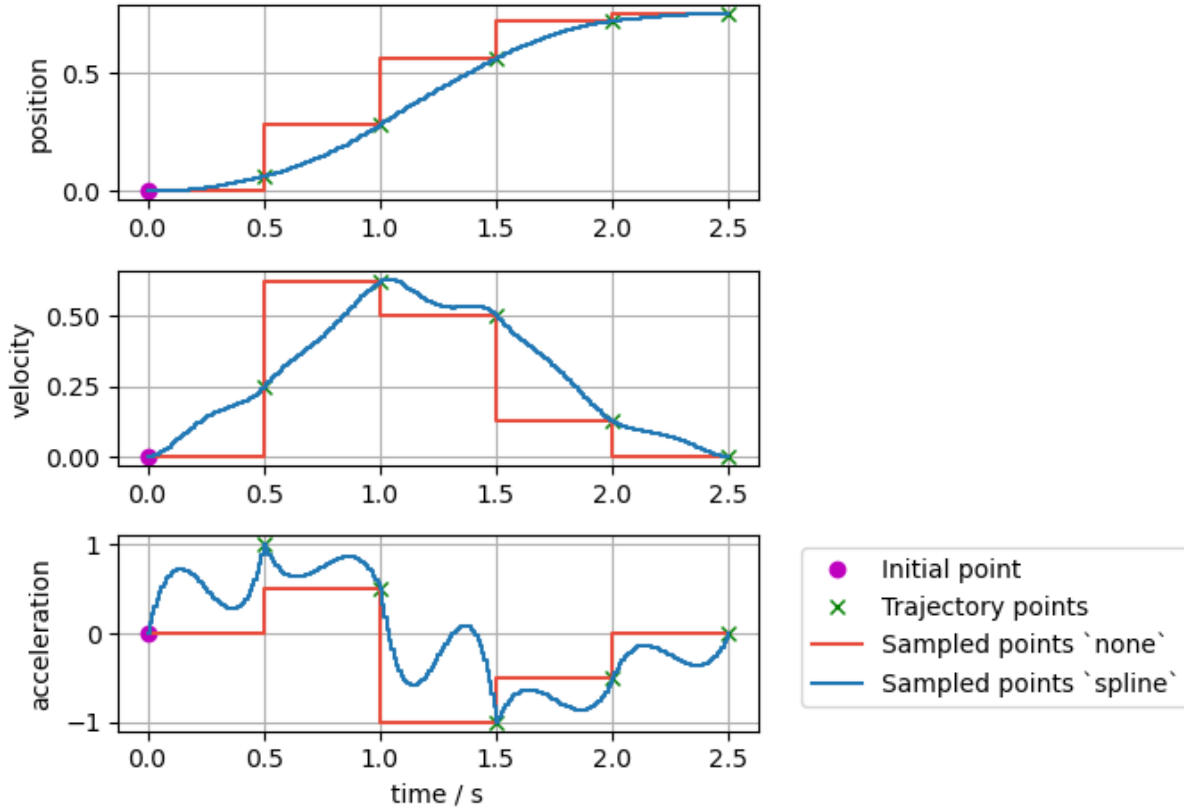 position
0.5
0.0
0.0 0.5 1.0 1.5 2.0 2.5
velocity
0.50
0.25
0.00
0.0 0.5 1.0 1.5 2.0 2.5
acceleration
1
0
−1
0.0 0.5 1.0 1.5 2.0 2.5
time / s
Initial point
Trajectory points
Sampled points `none`
Sampled points `spline`